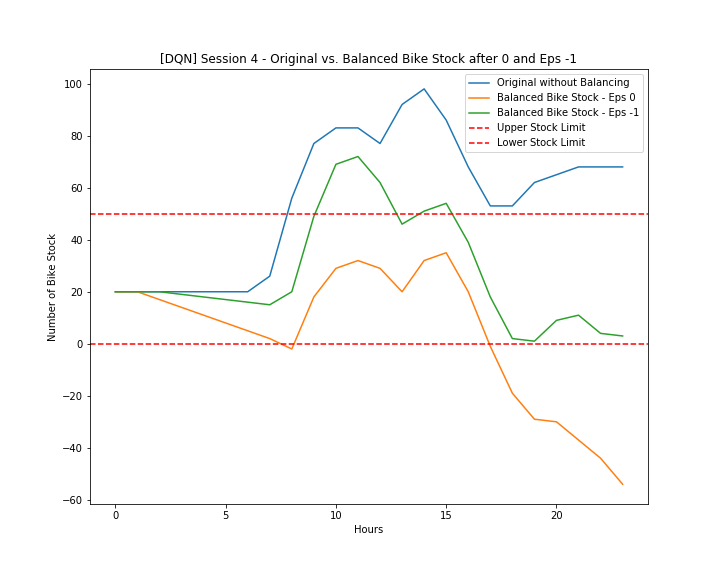 [DQN] Session 4 - Original vs. Balanced Bike Stock after 0 and Eps -1
Original without Balancing
Balanced Bike Stock - Eps 0
Balanced Bike Stock - Eps -1
Upper Stock Limit
Lower Stock Limit
Number of Bike Stock
100
80
60
40
20
0
−20
−40
−60
0
5
10
15
20
Hours